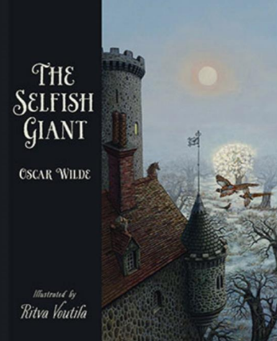 THE
SELFISH
GIANT
OSCAR WILDE
Illustrated by
Ritva Voutila